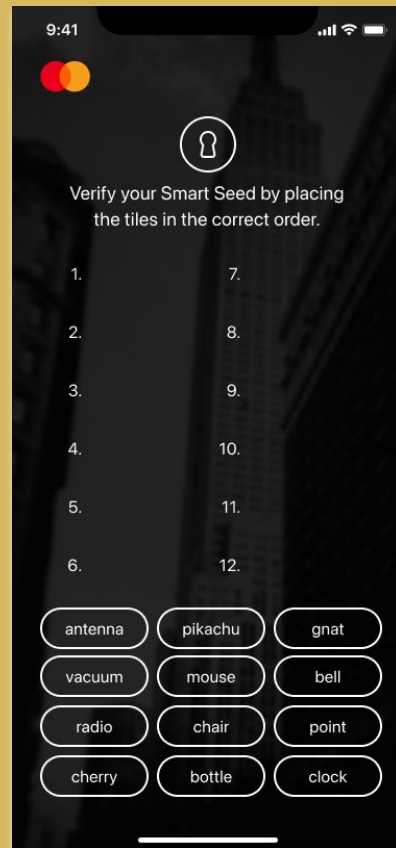 9:41
Verify your Smart Seed by placing
the tiles in the correct order.
1. 7.
2. 8.
3. 9.
4. 10.
5. 11.
6. 12.
antenna pikachu gnat
vacuum mouse bell
radio chair point
cherry bottle clock